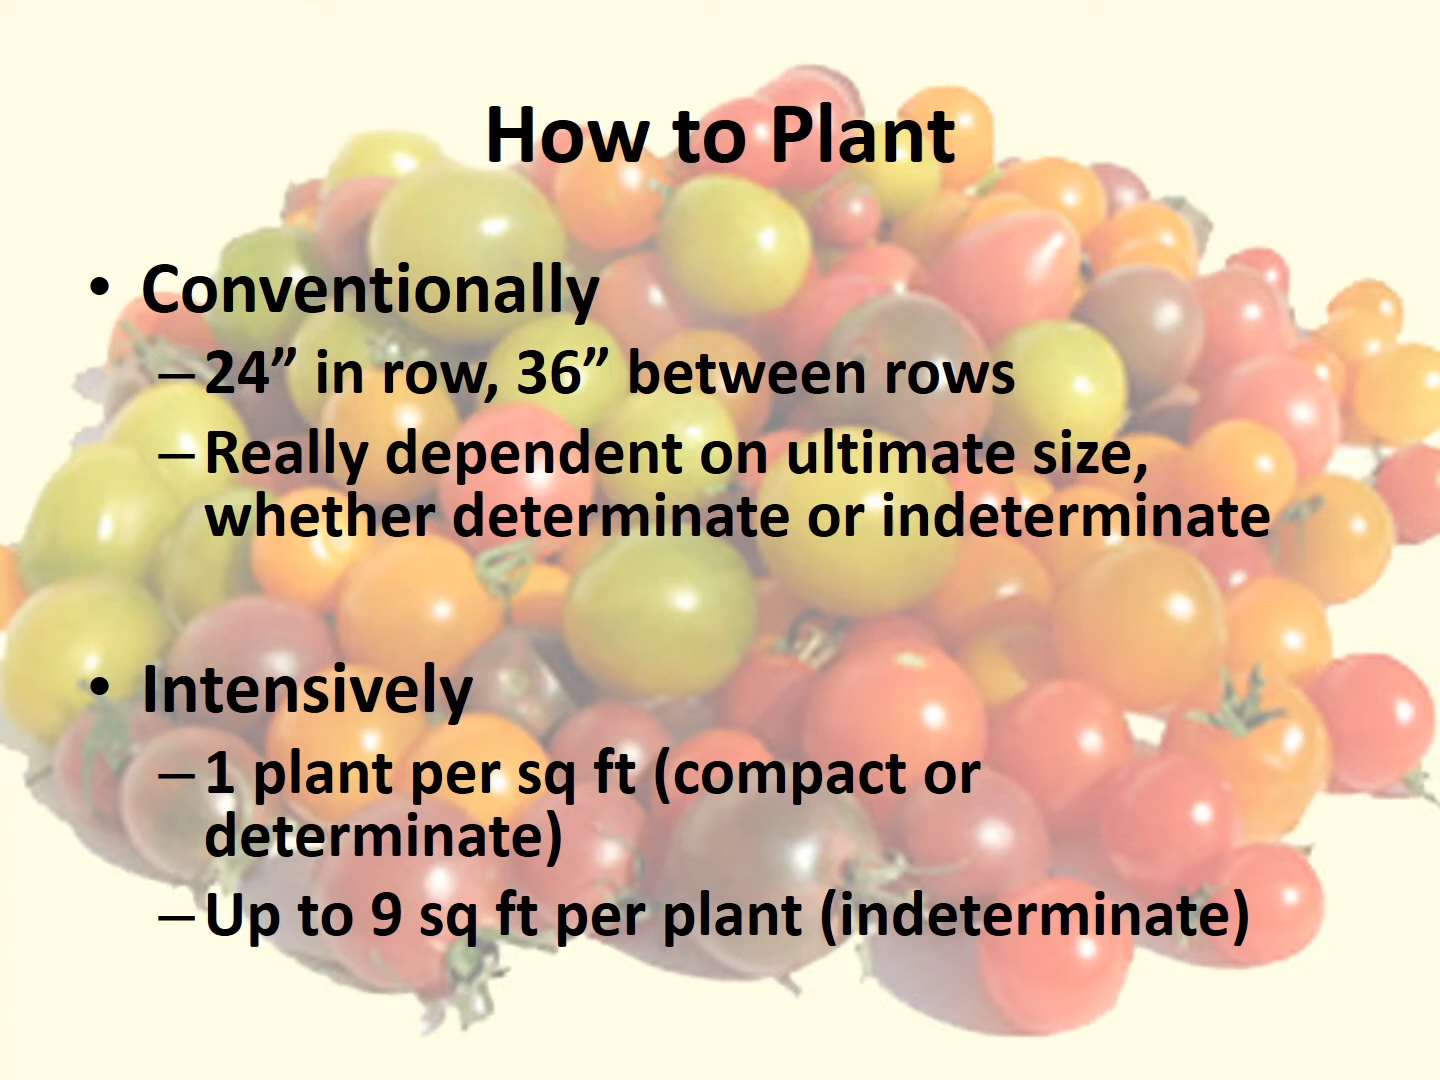 How to Plant
• Conventionally
–24” in row, 36” between rows
–Really dependent on ultimate size,
whether determinate or indeterminate
• Intensively
–1 plant per sq ft (compact or
determinate)
–Up to 9 sq ft per plant (indeterminate)